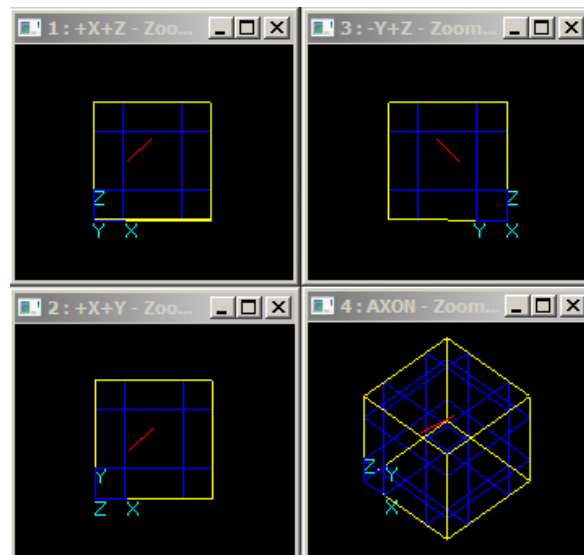 1 : +X+Z - Zoo...
Z
Y X
3 : -Y+Z - Zoom...
Z
Y X
2 : +X+Y - Zoo...
Y
Z X
4 : AXON - Zoom...
Z Y
X